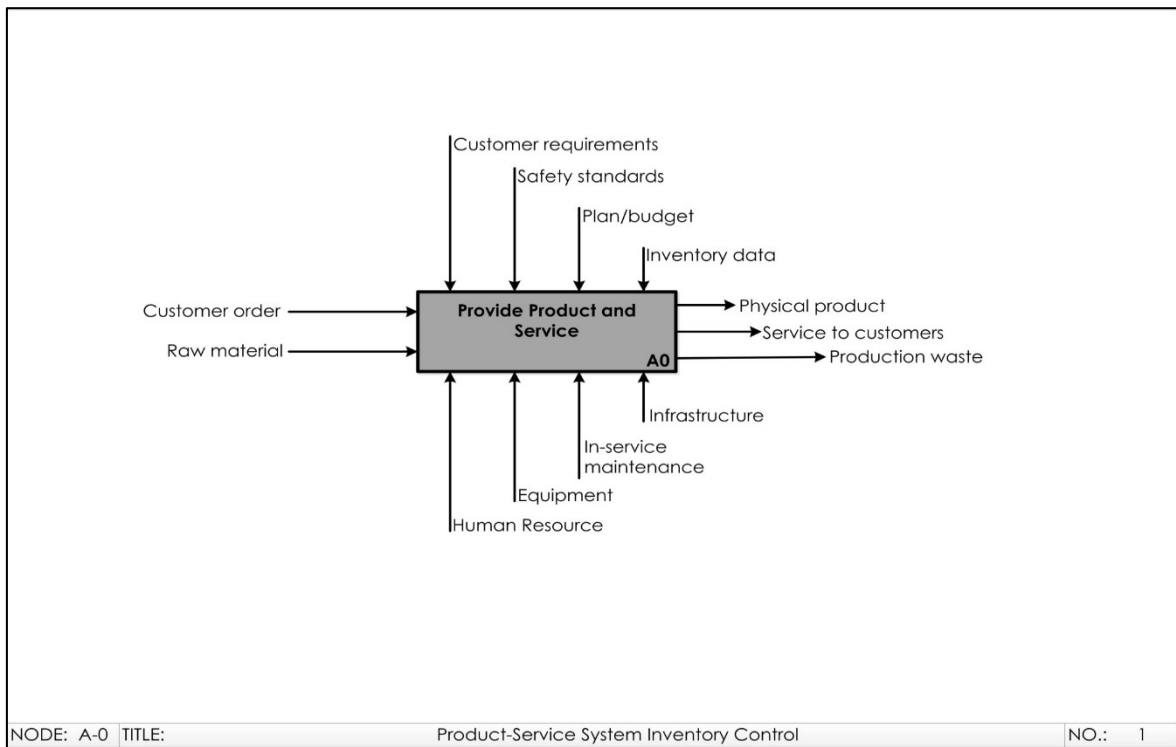 Customer requirements
Safety standards
Plan/budget
Inventory data
Customer order
Raw material
Provide Product and
Service
A0
Physical product
Service to customers
Production waste
Infrastructure
In-service
maintenance
Equipment
Human Resource
NODE: A-0 TITLE: Product-Service System Inventory Control NO.: 1